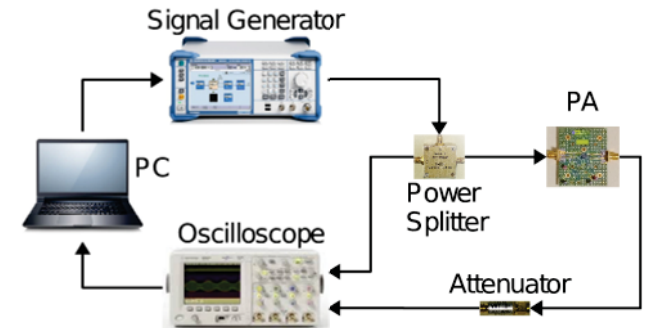 Signal Generator
PA
PC
Power
Splitter
Oscilloscope
Attenuator